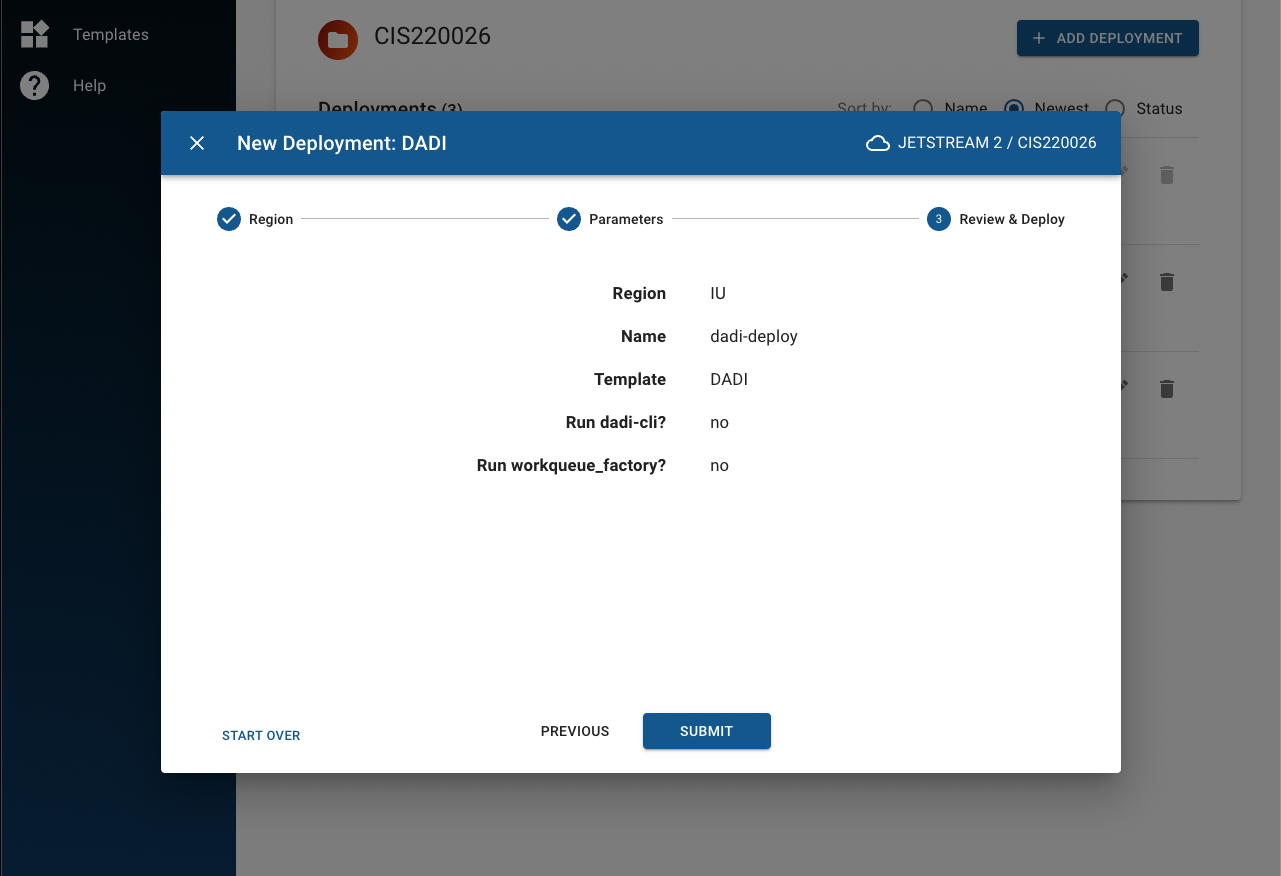 Templates
Help
CIS220026
ADD DEPLOYMENT
Deployments (3)
Sort by: Name Newest Status
New Deployment: DADI
JETSTREAM 2 / CIS220026
Region
Parameters
3 Review & Deploy
Region IU
Name dadi-deploy
Template DADI
Run dadi-cli? no
Run workqueue_factory? no
START OVER
PREVIOUS
SUBMIT